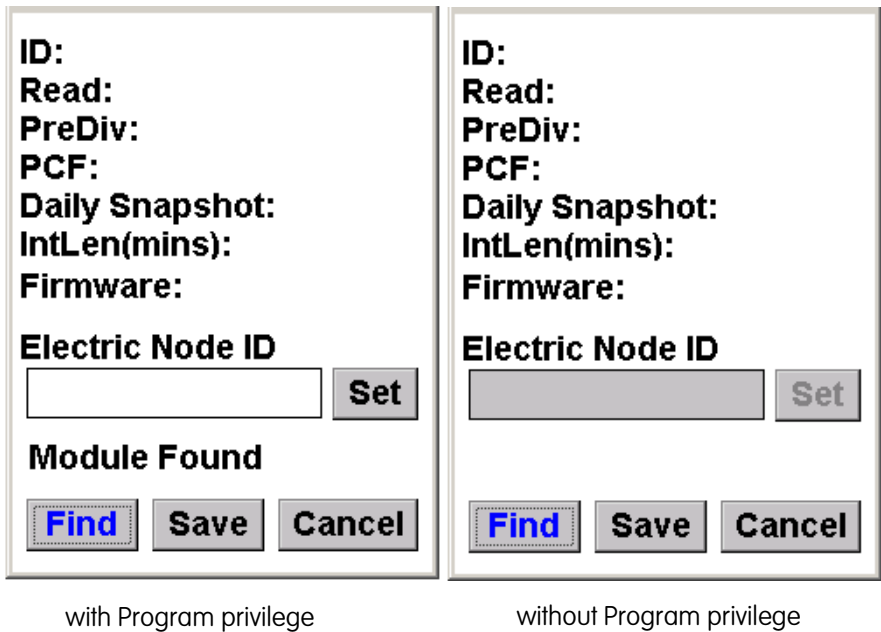 ID:
Read:
PreDiv:
PCF:
Daily Snapshot:
IntLen(mins):
Firmware:
Electric Node ID
Set
Module Found
Find Save Cancel
with Program privilege
ID:
Read:
PreDiv:
PCF:
Daily Snapshot:
IntLen(mins):
Firmware:
Electric Node ID
Set
Find Save Cancel
without Program privilege